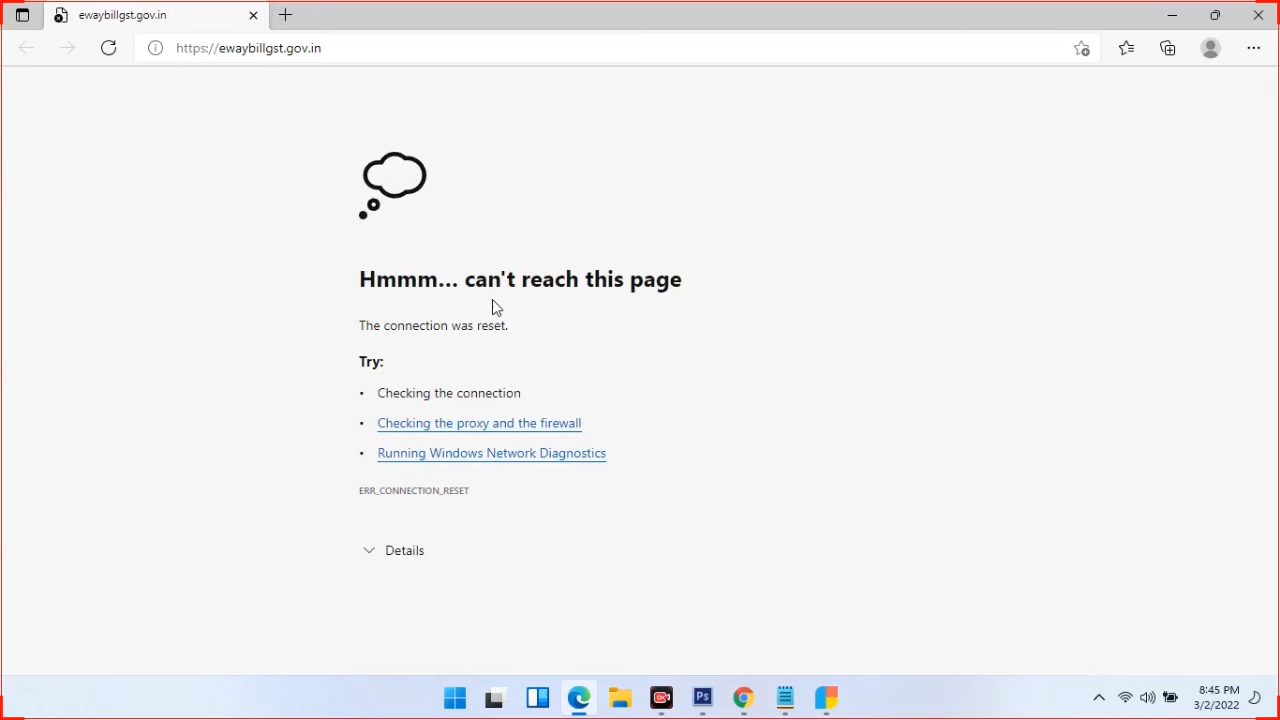 ewaybillgst.gov.in
https://ewaybillgst.gov.in
Hmmm... can't reach this page
The connection was reset.
Try:
• Checking the connection
• Checking the proxy and the firewall
• Running Windows Network Diagnostics
ERR_CONNECTION_RESET
Details
Ps
8:45 PM
3/2/2022